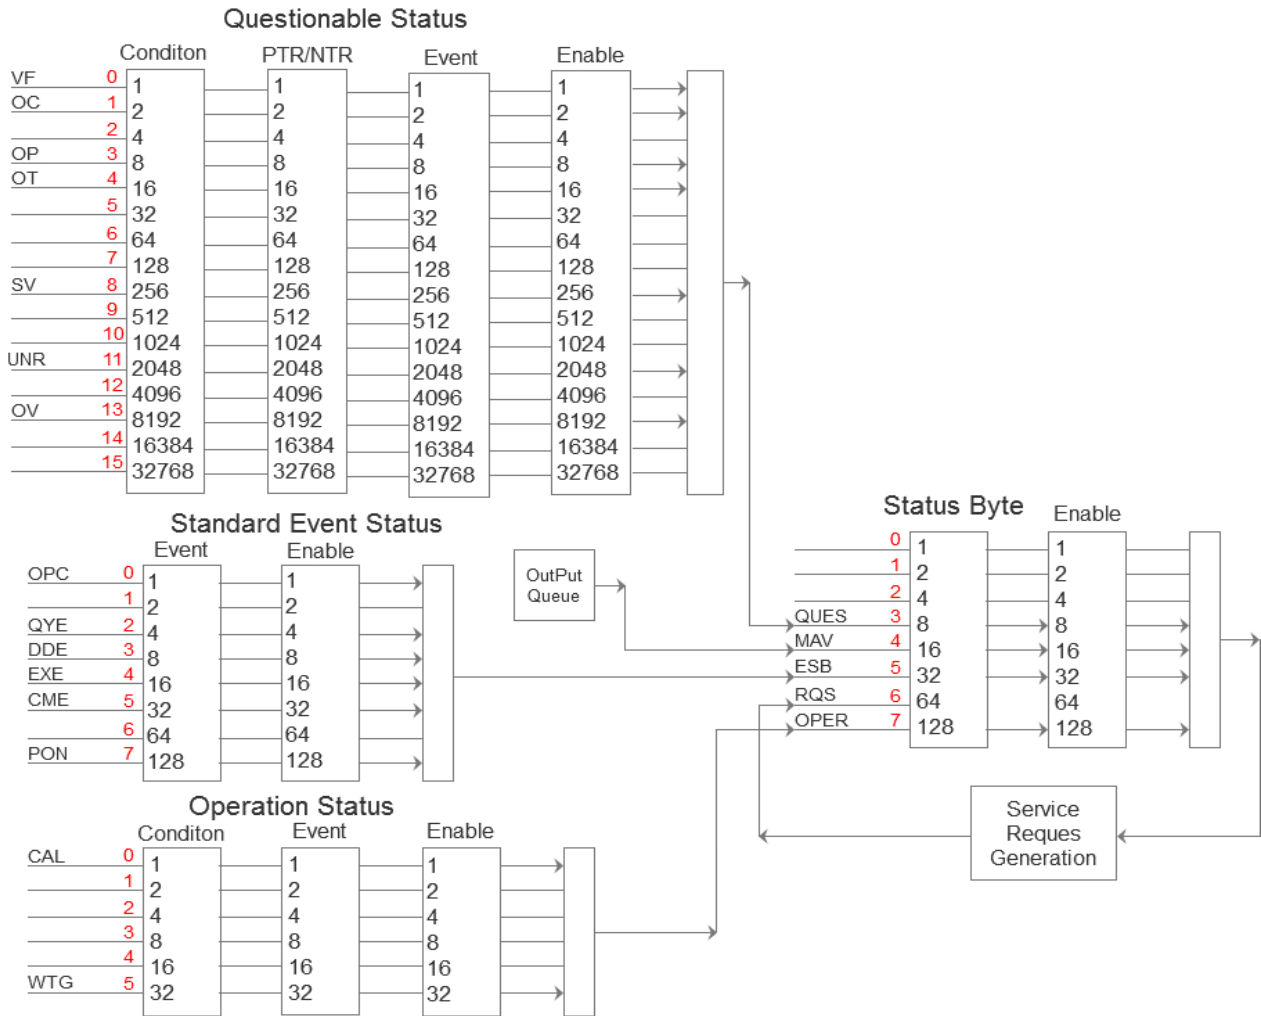 Questionable Status
Conditon PTR/NTR Event Enable
VF 0 1 1 1 1
OC 1 2 2 2 2
2 4 4 4 4
OP 3 8 8 8 8
OT 4 16 16 16 16
5 32 32 32 32
6 64 64 64 64
7 128 128 128 128
SV 8 256 256 256 256
9 512 512 512 512
10 1024 1024 1024 1024
UNR 11 2048 2048 2048 2048
12 4096 4096 4096 4096
OV 13 8192 8192 8192 8192
14 16384 16384 16384 16384
15 32768 32768 32768 32768
Standard Event Status
Event Enable
OPC 0 1 1
1 2 2
QYE 2 4 4
DDE 3 8 8
EXE 4 16 16
CME 5 32 32
6 64 64
PON 7 128 128
OutPut
Queue
Status Byte
Enable
0 1 1
1 2 2
2 4 4
QUES 3 8 8
MAV 4 16 16
ESB 5 32 32
RQS 6 64 64
OPER 7 128 128
Service
Reques
Generation
Operation Status
Conditon Event Enable
CAL 0 1 1 1
1 2 2 2
2 4 4 4
3 8 8 8
4 16 16 16
WTG 5 32 32 32